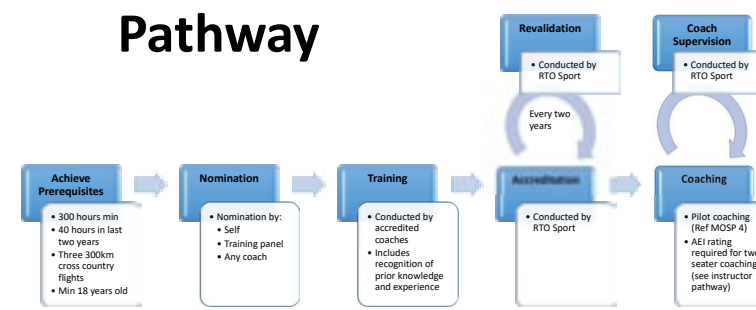 Pathway
Revalidation
• Conducted by
RTO Sport
Coach
Supervision
• Conducted by
RTO Sport
Every two
years
Achieve
Prerequisites
• 300 hours min
• 40 hours in last
two years
• Three 300km
cross country
flights
• Min 18 years old
Nomination
• Nomination by:
• Self
• Training panel
• Any coach
Training
• Conducted by
accredited
coaches
• Includes
recognition of
prior knowledge
and experience
• Conducted by
RTO Sport
Coaching
• Pilot coaching
(Ref MOSP 4)
• AEI rating
required for two
seater coaching
(see instructor
pathway)